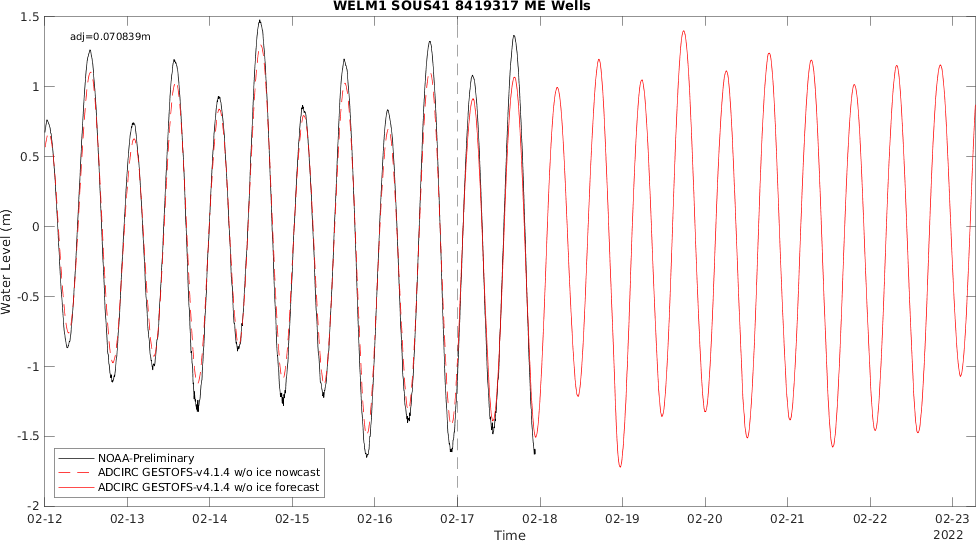 WELM1 SOUS41 8419317 ME Wells
adj=0.070839m
1.5
1
0.5
0
-0.5
-1
-1.5
-2
Water Level (m)
NOAA-Preliminary
ADCIRC GESTOFS-v4.1.4 w/o ice nowcast
ADCIRC GESTOFS-v4.1.4 w/o ice forecast
02-12 02-13 02-14 02-15 02-16 02-17 02-18 02-19 02-20 02-21 02-22 02-23
Time
2022